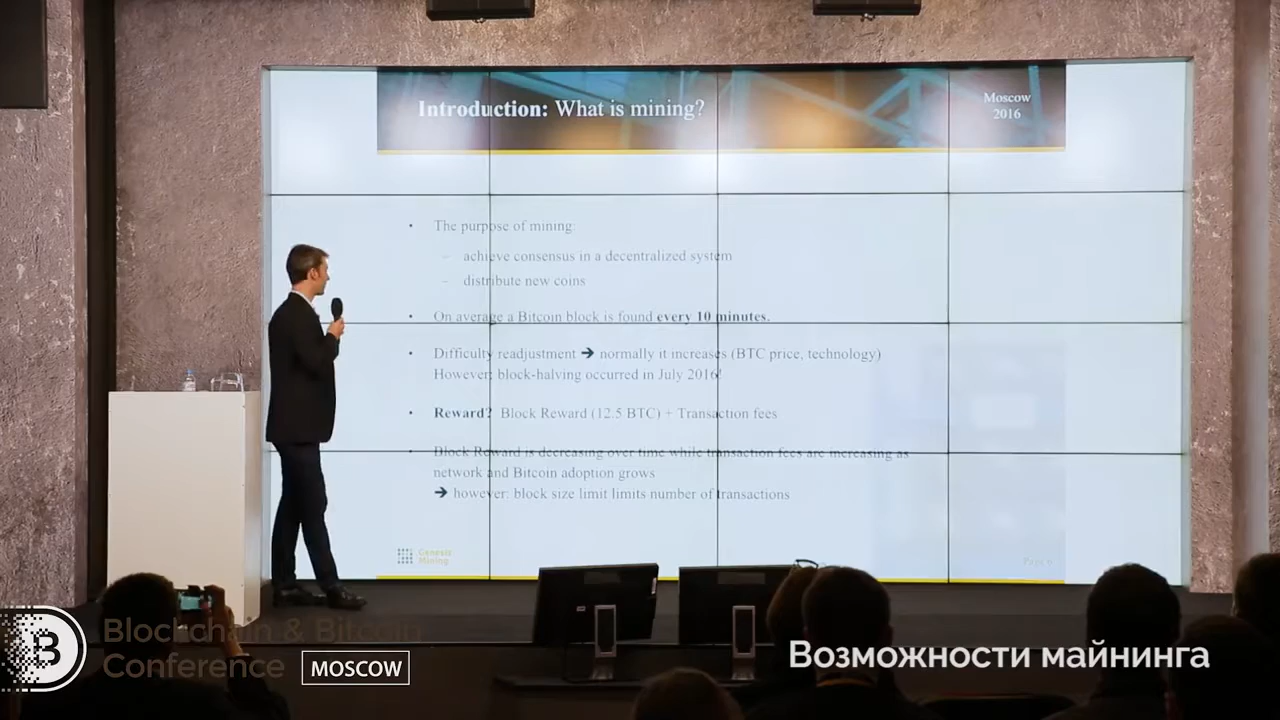 Introduction: What is mining?
Moscow
2016
• The purpose of mining:
– achieve consensus in a decentralized system
– distribute new coins
• On average a Bitcoin block is found every 10 minutes.
• Difficulty readjustment ➔ normally it increases (BTC price, technology)
However: block-halving occurred in July 2016!
• Reward? Block Reward (12.5 BTC) + Transaction fees
• Block Reward is decreasing over time while transaction fees are increasing as
network and Bitcoin adoption grows
➔ however: block size limit limits number of transactions
Genesis
Mining
B
Blockchain & Bitcoin
Conference
MOSCOW
Возможности майнинга